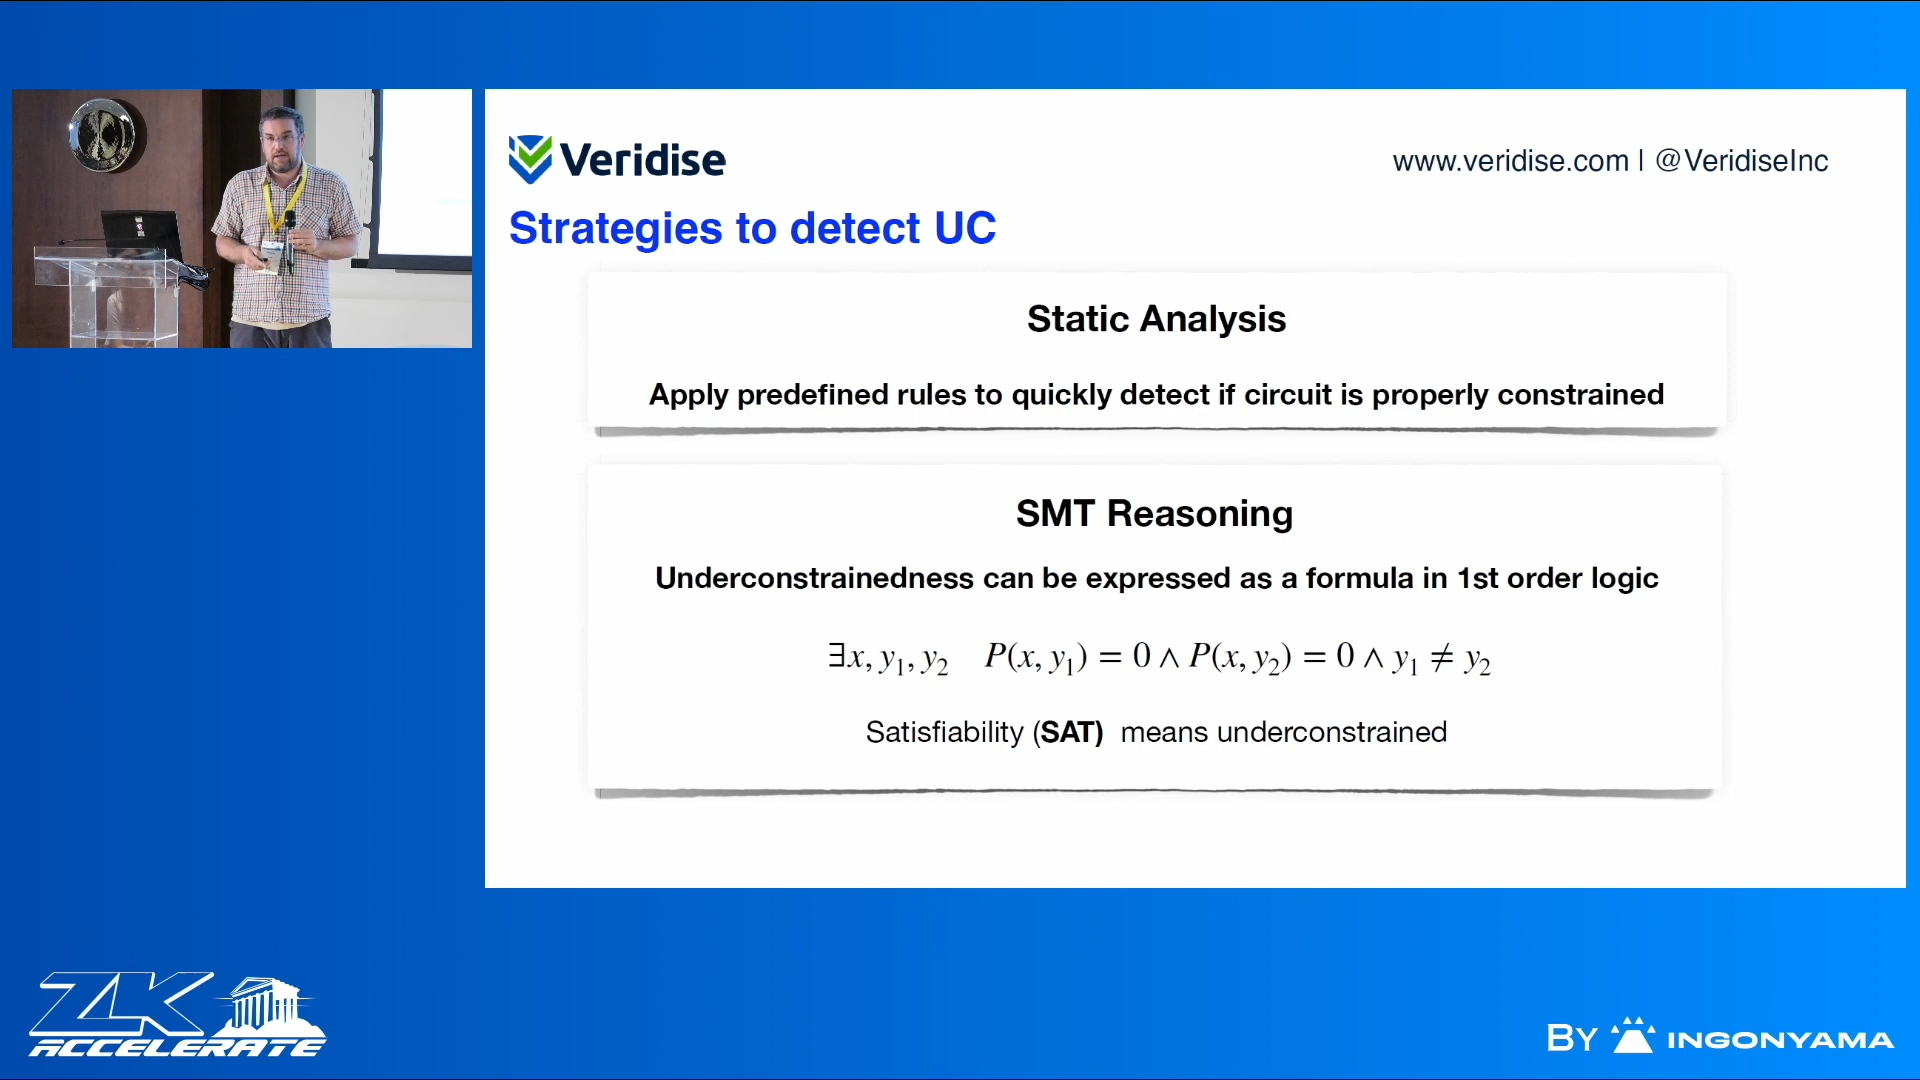 Veridise
www.veridise.com | @VeridiseInc
Strategies to detect UC
Static Analysis
Apply predefined rules to quickly detect if circuit is properly constrained
SMT Reasoning
Underconstrainedness can be expressed as a formula in 1st order logic
∃x, y₁, y₂ P(x, y₁) = 0 ∧ P(x, y₂) = 0 ∧ y₁ ≠ y₂
Satisfiability (SAT) means underconstrained
ZK
ACCELERATE
BY INGONYAMA